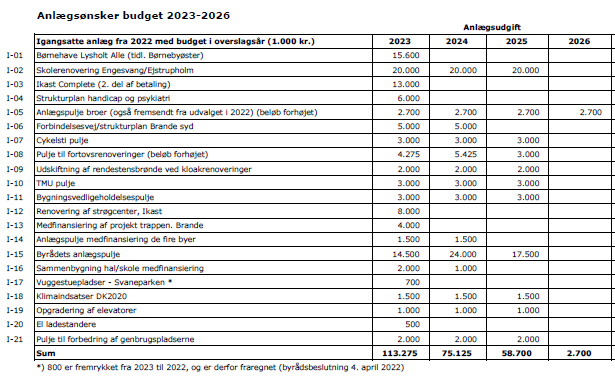 Anlægsønsker budget 2023-2026
Anlægsudgift
Igangsatte anlæg fra 2022 med budget i overslagsår (1.000 kr.) 2023 2024 2025 2026
I-01 Børnehave Lysholt Alle (tidl. Børnebyøster) 15.600
I-02 Skolerenovering Engesvang/Ejstrupholm 20.000 20.000 20.000
I-03 Ikast Complete (2. del af betaling) 13.000
I-04 Strukturplan handicap og psykiatri 6.000
I-05 Anlægspulje broer (også fremsendt fra udvalget i 2022) (beløb forhøjet) 2.700 2.700 2.700 2.700
I-06 Forbindelsesvej/strukturplan Brande syd 5.000 5.000
I-07 Cykelsti pulje 3.000 3.000 3.000
I-08 Pulje til fortovsrenoveringer (beløb forhøjet) 4.275 5.425 3.000
I-09 Udskiftning af rendestensbrønde ved kloakrenoveringer 2.000 2.000 2.000
I-10 TMU pulje 3.000 3.000 3.000
I-11 Bygningsvedligeholdelsespulje 3.000 3.000 3.000
I-12 Renovering af strøgcenter, Ikast 8.000
I-13 Medfinansiering af projekt trappen. Brande 4.000
I-14 Anlægspulje medfinansiering de fire byer 1.500 1.500
I-15 Byrådets anlægspulje 14.500 24.000 17.500
I-16 Sammenbygning hal/skole medfinansiering 2.000 1.000
I-17 Vuggestuepladser - Svaneparken * 700
I-18 Klimaindsatser DK2020 1.500 1.500 1.500
I-19 Opgradering af elevatorer 1.000 1.000 1.000
I-20 El ladestandere 500
I-21 Pulje til forbedring af genbrugspladserne 2.000 2.000 2.000
Sum 113.275 75.125 58.700 2.700
*) 800 er fremrykket fra 2023 til 2022, og er derfor fraregnet (byrådsbeslutning 4. april 2022)